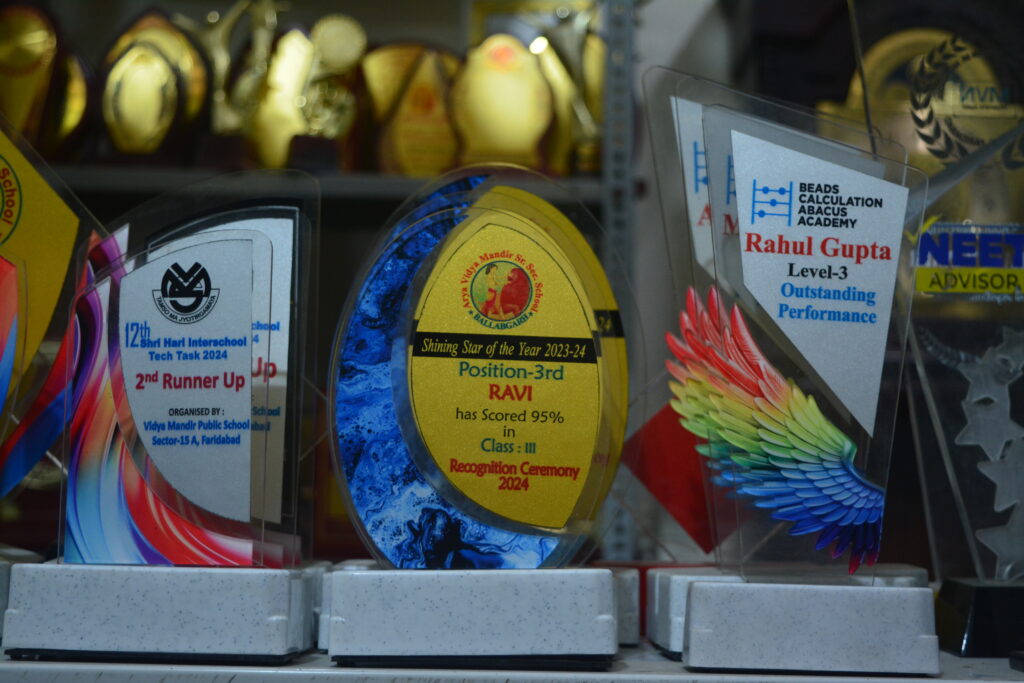 School
TAMSO MA JYOTIRGAMAYA
12th
Shri Hari Interschool
Tech Task 2024
2nd Runner Up
ORGANISED BY :
Vidya Mandir Public School
Sector-15 A, Faridabad
Up
Arya Vidya Mandir Sr. Sec. School
BALLABGARH
Shining Star of the Year 2023-24
Position-3rd
RAVI
has Scored 95%
in
Class : III
Recognition Ceremony
2024
BEADS
CALCULATION
ABACUS
ACADEMY
Rahul Gupta
Level-3
Outstanding
Performance
NEET
ADVISOR